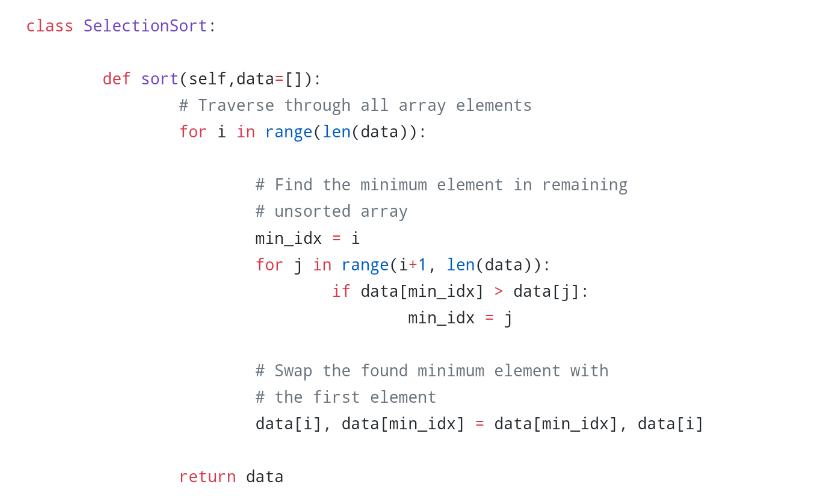 class SelectionSort:
def sort(self,data=[]):
# Traverse through all array elements
for i in range(len(data)):
# Find the minimum element in remaining
# unsorted array
min_idx = i
for j in range(i+1, len(data)):
if data[min_idx] > data[j]:
min_idx = j
# Swap the found minimum element with
# the first element
data[i], data[min_idx] = data[min_idx], data[i]
return data